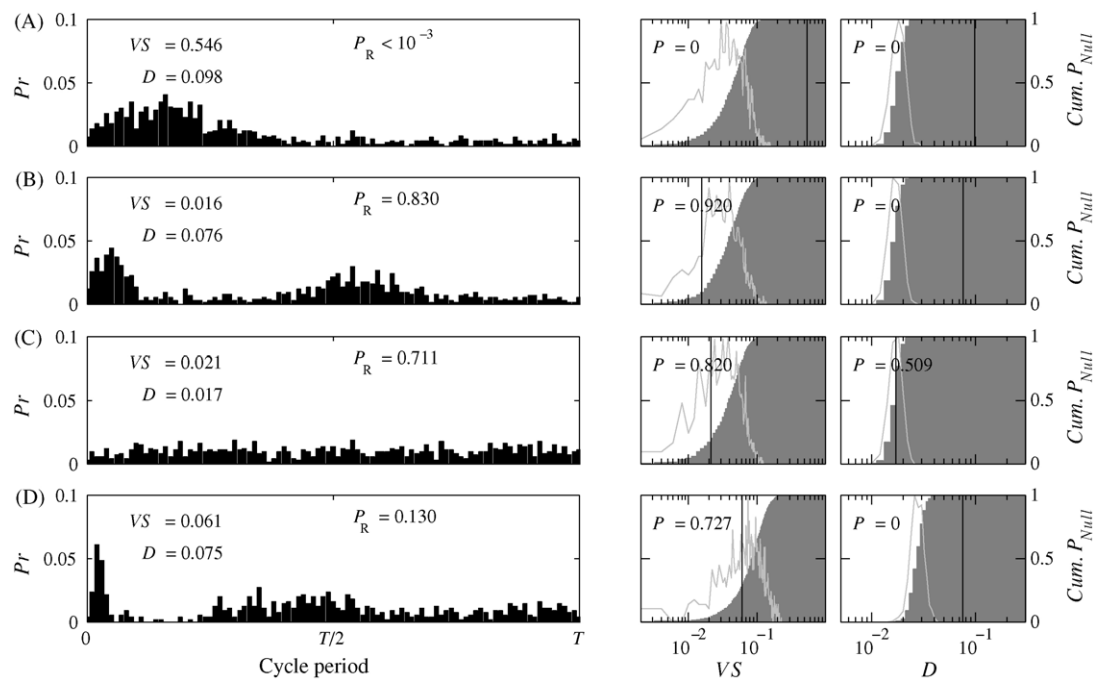 (A)
0.1
0.05
0
Pr
VS = 0.546
D = 0.098
P_R < 10^-3
P = 0
P = 0
1
0.5
0
Cum. P_Null
(B)
0.1
0.05
0
Pr
VS = 0.016
D = 0.076
P_R = 0.830
P = 0.920
P = 0
1
0.5
0
Cum. P_Null
(C)
0.1
0.05
0
Pr
VS = 0.021
D = 0.017
P_R = 0.711
P = 0.820
P = 0.509
1
0.5
0
Cum. P_Null
(D)
0.1
0.05
0
Pr
VS = 0.061
D = 0.075
P_R = 0.130
P = 0.727
P = 0
1
0.5
0
Cum. P_Null
0 T/2 T
Cycle period
10^-2 10^-1
VS
10^-2 10^-1
D